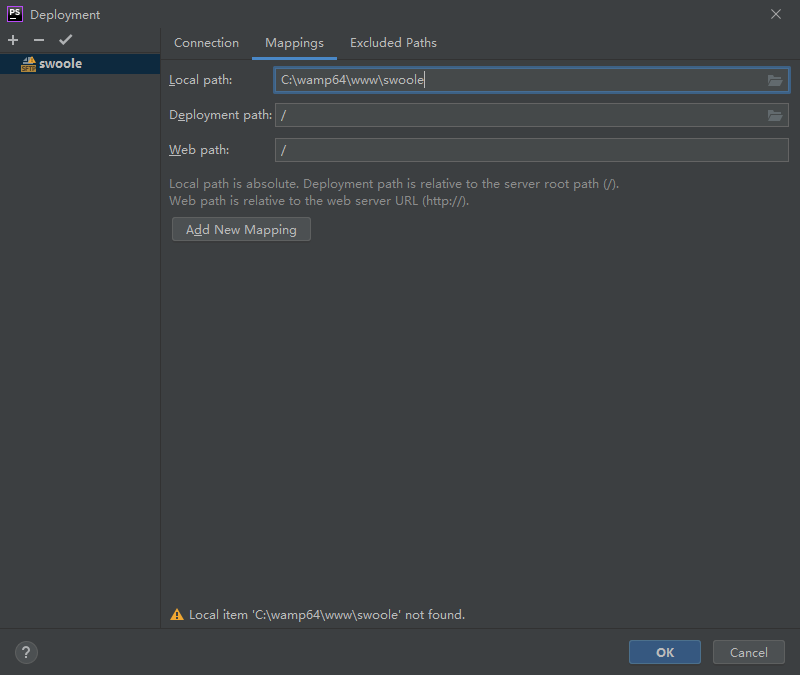 PS Deployment
swoole
SFTP
Connection Mappings Excluded Paths
Local path: C:\wamp64\www\swoole
Deployment path: /
Web path: /
Local path is absolute. Deployment path is relative to the server root path (/).
Web path is relative to the web server URL (http://).
Add New Mapping
Local item 'C:\wamp64\www\swoole' not found.
? OK Cancel